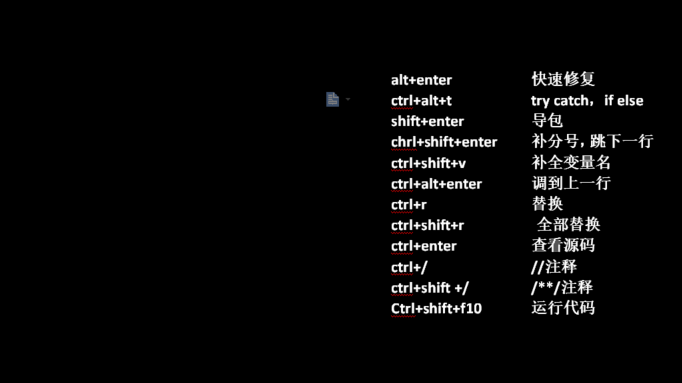 alt+enter 快速修复
ctrl+alt+t try catch，if else
shift+enter 导包
chrl+shift+enter 补分号，跳下一行
ctrl+shift+v 补全变量名
ctrl+alt+enter 调到上一行
ctrl+r 替换
ctrl+shift+r 全部替换
ctrl+enter 查看源码
ctrl+/ //注释
ctrl+shift +/ /**/注释
Ctrl+shift+f10 运行代码